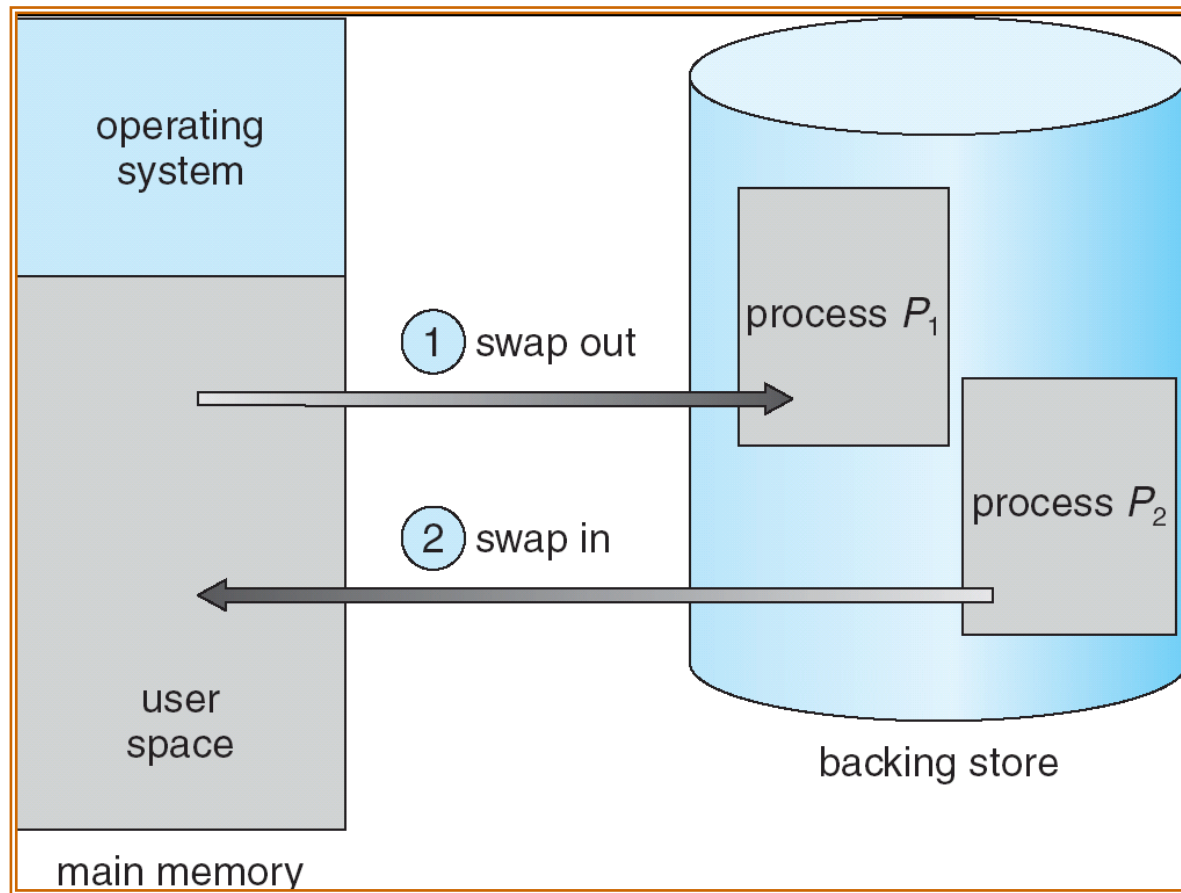 operating
system
process P1
1 swap out
process P2
2 swap in
user
space
backing store
main memory